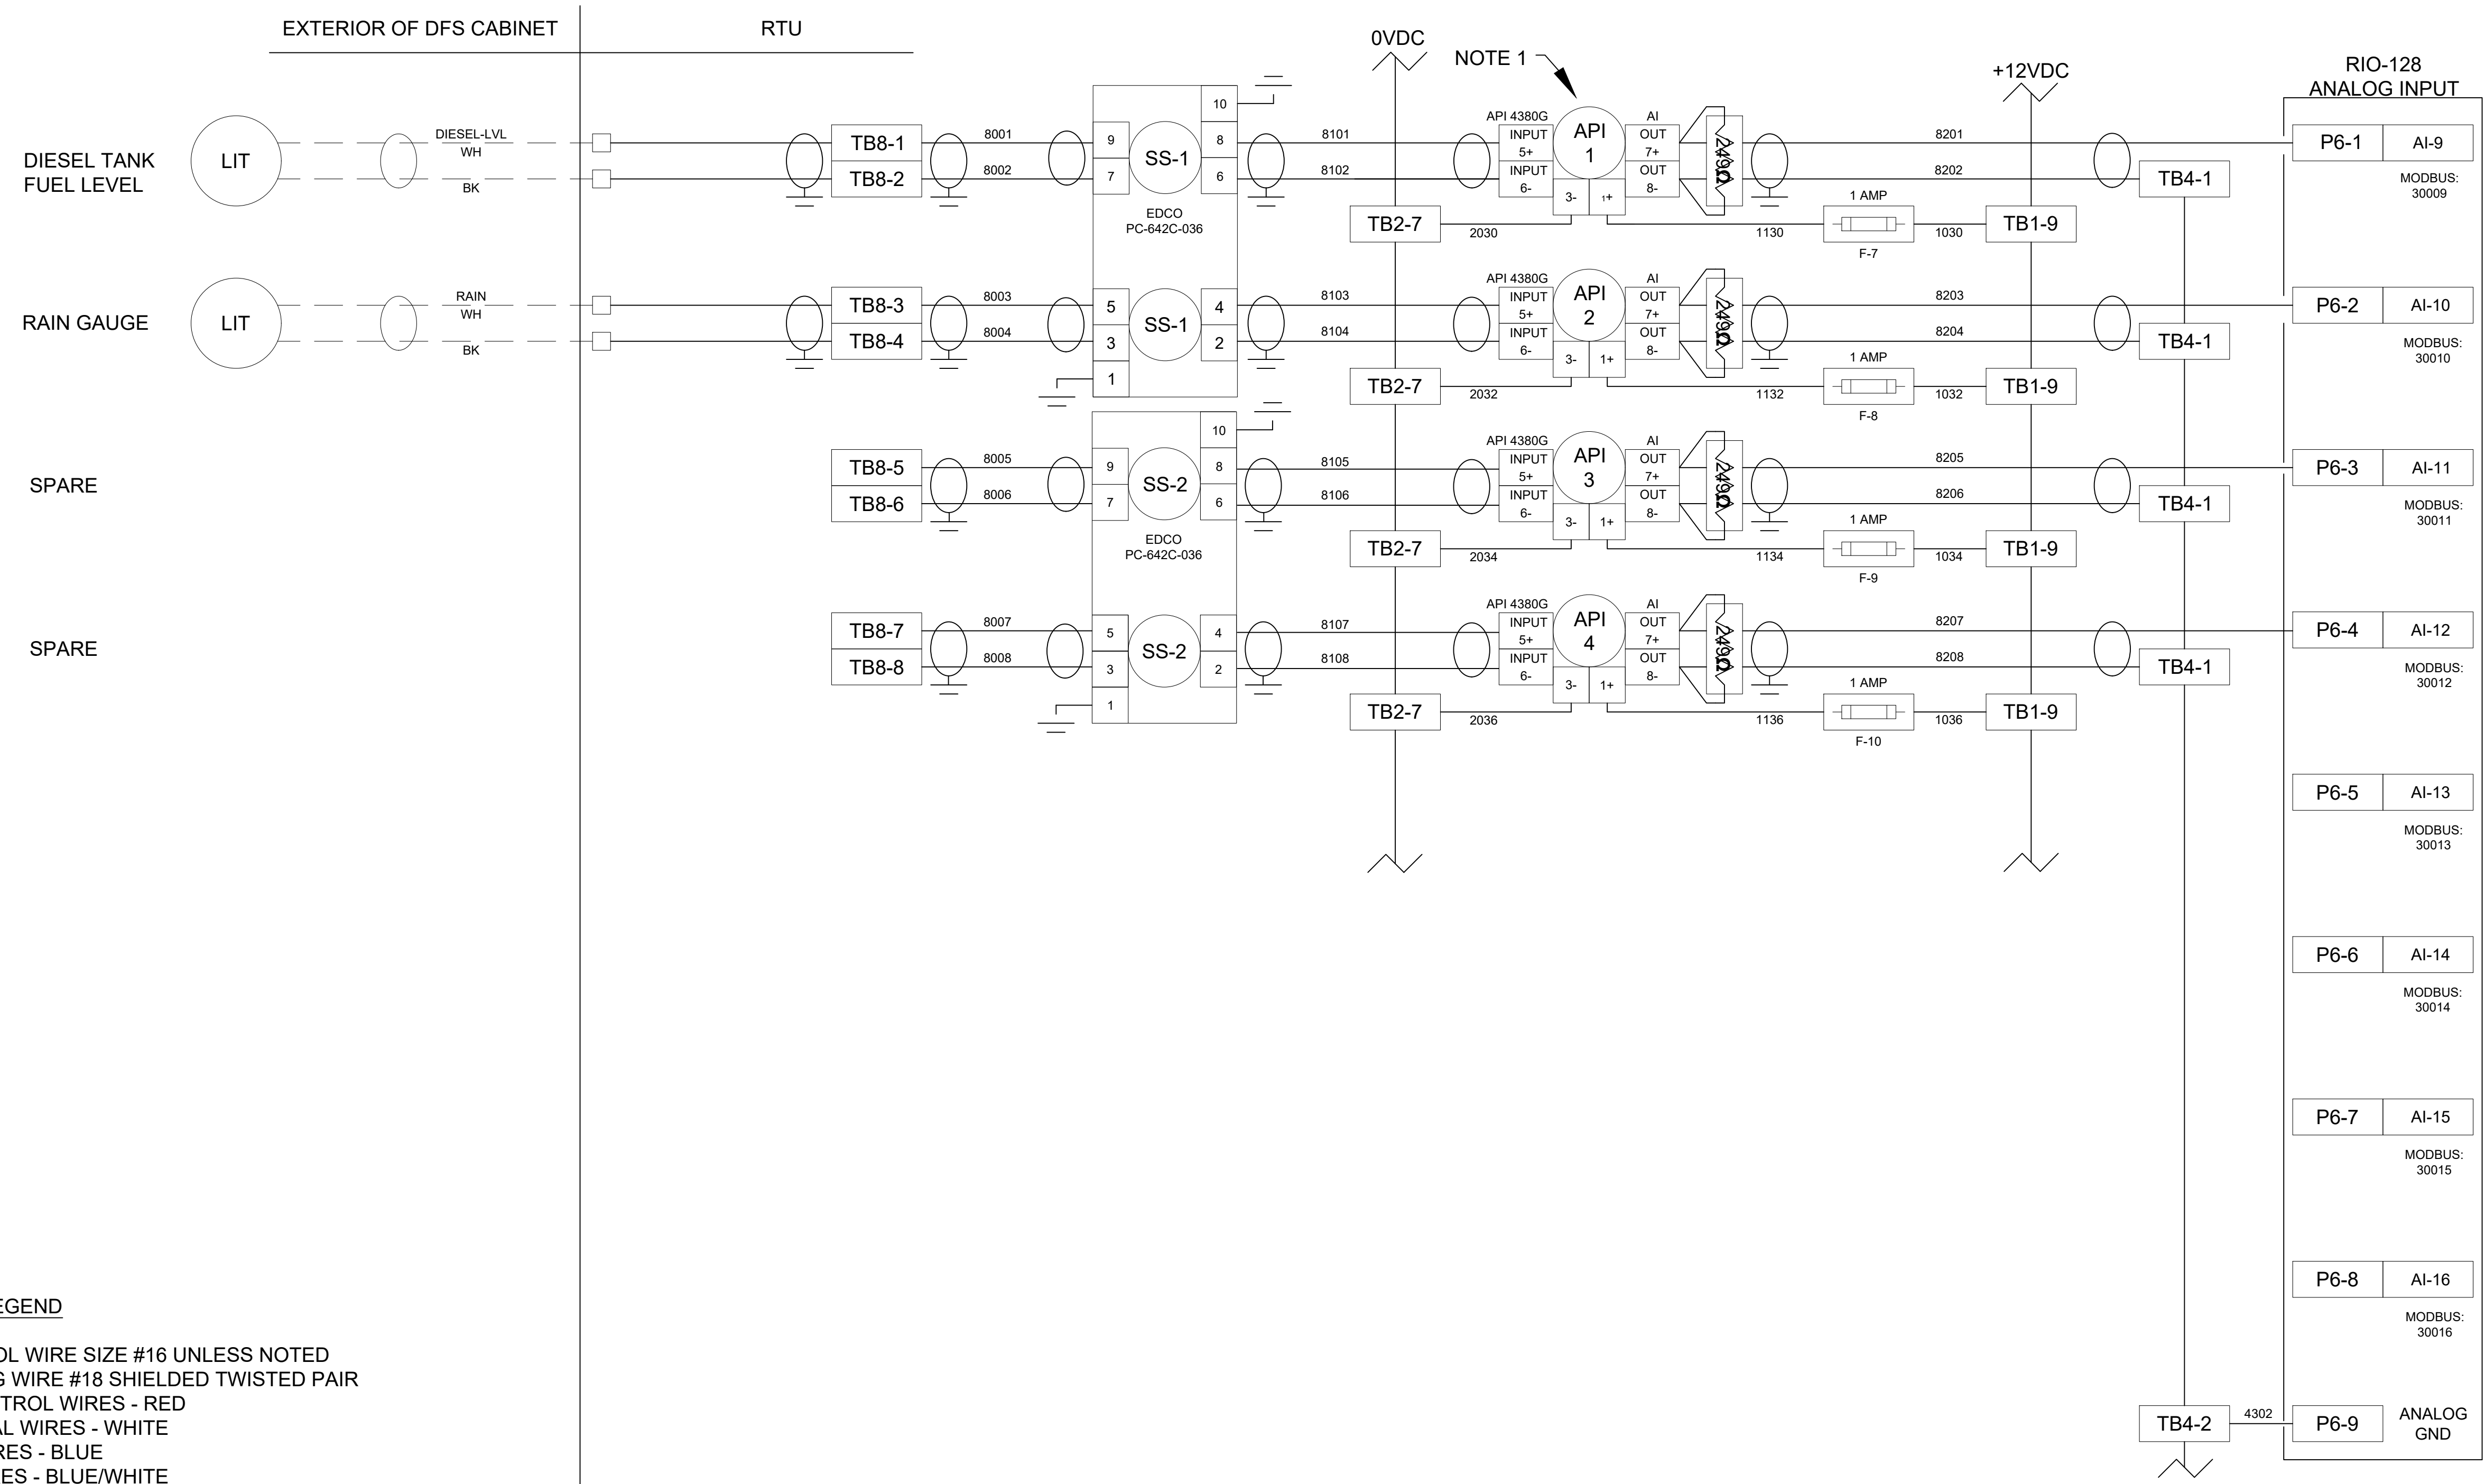 EXTERIOR OF DFS CABINET
RTU
0VDC
NOTE 1
+12VDC
RIO-128
ANALOG INPUT
DIESEL TANK
FUEL LEVEL
LIT
DIESEL-LVL
WH
BK
TB8-1
TB8-2
8001
8002
10
9
8
7
6
SS-1
EDCO
PC-642C-036
8101
8102
API 4380G
INPUT
5+
INPUT
6-
API
1
3-
1+
AI
OUT
7+
OUT
8-
249Ω
8201
8202
TB4-1
P6-1
AI-9
MODBUS:
30009
TB2-7
2030
1130
1 AMP
F-7
1030
TB1-9
RAIN GAUGE
LIT
RAIN
WH
BK
TB8-3
TB8-4
8003
8004
5
4
3
2
1
SS-1
8103
8104
API 4380G
INPUT
5+
INPUT
6-
API
2
3-
1+
AI
OUT
7+
OUT
8-
249Ω
8203
8204
TB4-1
P6-2
AI-10
MODBUS:
30010
TB2-7
2032
1132
1 AMP
F-8
1032
TB1-9
SPARE
TB8-5
TB8-6
8005
8006
10
9
8
7
6
SS-2
EDCO
PC-642C-036
8105
8106
API 4380G
INPUT
5+
INPUT
6-
API
3
3-
1+
AI
OUT
7+
OUT
8-
249Ω
8205
8206
TB4-1
P6-3
AI-11
MODBUS:
30011
TB2-7
2034
1134
1 AMP
F-9
1034
TB1-9
SPARE
TB8-7
TB8-8
8007
8008
5
4
3
2
1
SS-2
8107
8108
API 4380G
INPUT
5+
INPUT
6-
API
4
3-
1+
AI
OUT
7+
OUT
8-
249Ω
8207
8208
TB4-1
P6-4
AI-12
MODBUS:
30012
TB2-7
2036
1136
1 AMP
F-10
1036
TB1-9
P6-5
AI-13
MODBUS:
30013
P6-6
AI-14
MODBUS:
30014
P6-7
AI-15
MODBUS:
30015
P6-8
AI-16
MODBUS:
30016
TB4-2
4302
P6-9
ANALOG
GND
EGEND
OL WIRE SIZE #16 UNLESS NOTED
G WIRE #18 SHIELDED TWISTED PAIR
TROL WIRES - RED
AL WIRES - WHITE
RES - BLUE
ES - BLUE/WHITE